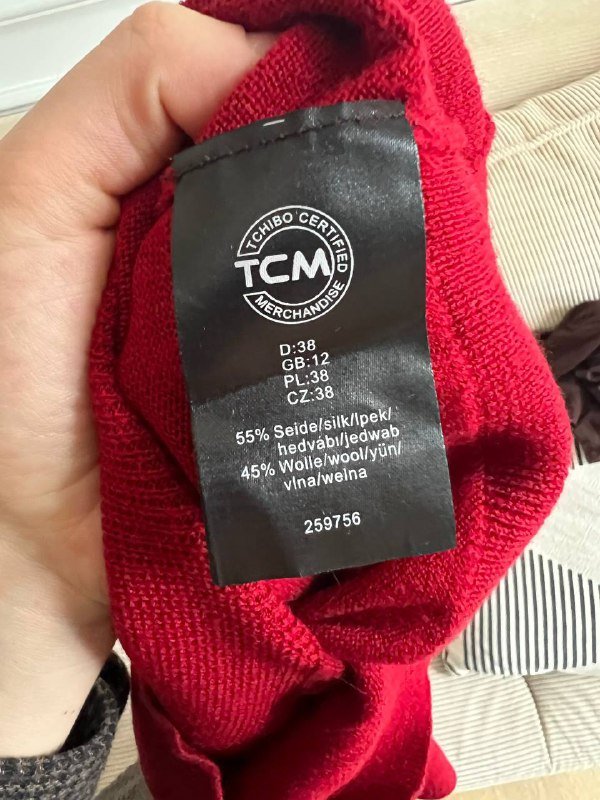 TCHIBO CERTIFIED
TCM
MERCHANDISE
D:38
GB:12
PL:38
CZ:38
55% Seide/silk/Ipek/
hedvábí/jedwab
45% Wolle/wool/yün/
vlna/wełna
259756